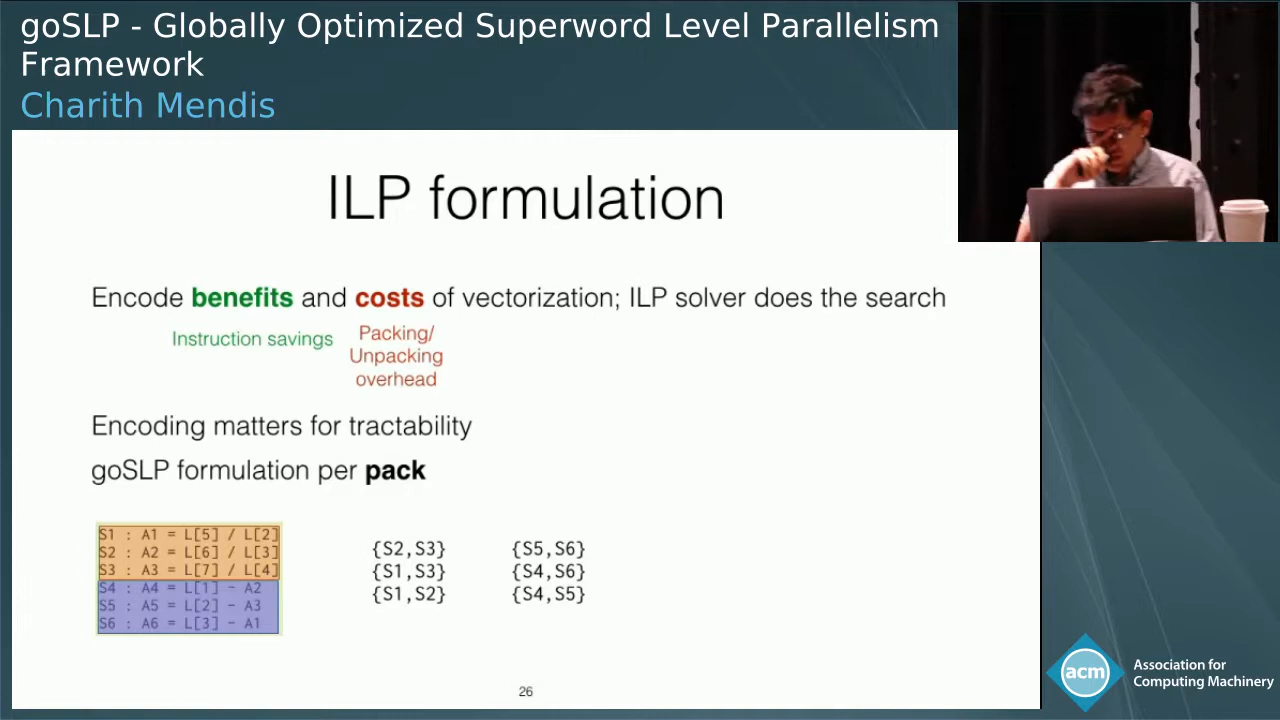 goSLP - Globally Optimized Superword Level Parallelism
Framework
Charith Mendis
ILP formulation
Encode benefits and costs of vectorization; ILP solver does the search
Instruction savings
Packing/
Unpacking
overhead
Encoding matters for tractability
goSLP formulation per pack
S1 : A1 = L[5] / L[2]
S2 : A2 = L[6] / L[3]
S3 : A3 = L[7] / L[4]
S4 : A4 = L[1] - A2
S5 : A5 = L[2] - A3
S6 : A6 = L[3] - A1
{S2,S3} {S5,S6}
{S1,S3} {S4,S6}
{S1,S2} {S4,S5}
26
acm
Association for
Computing Machinery